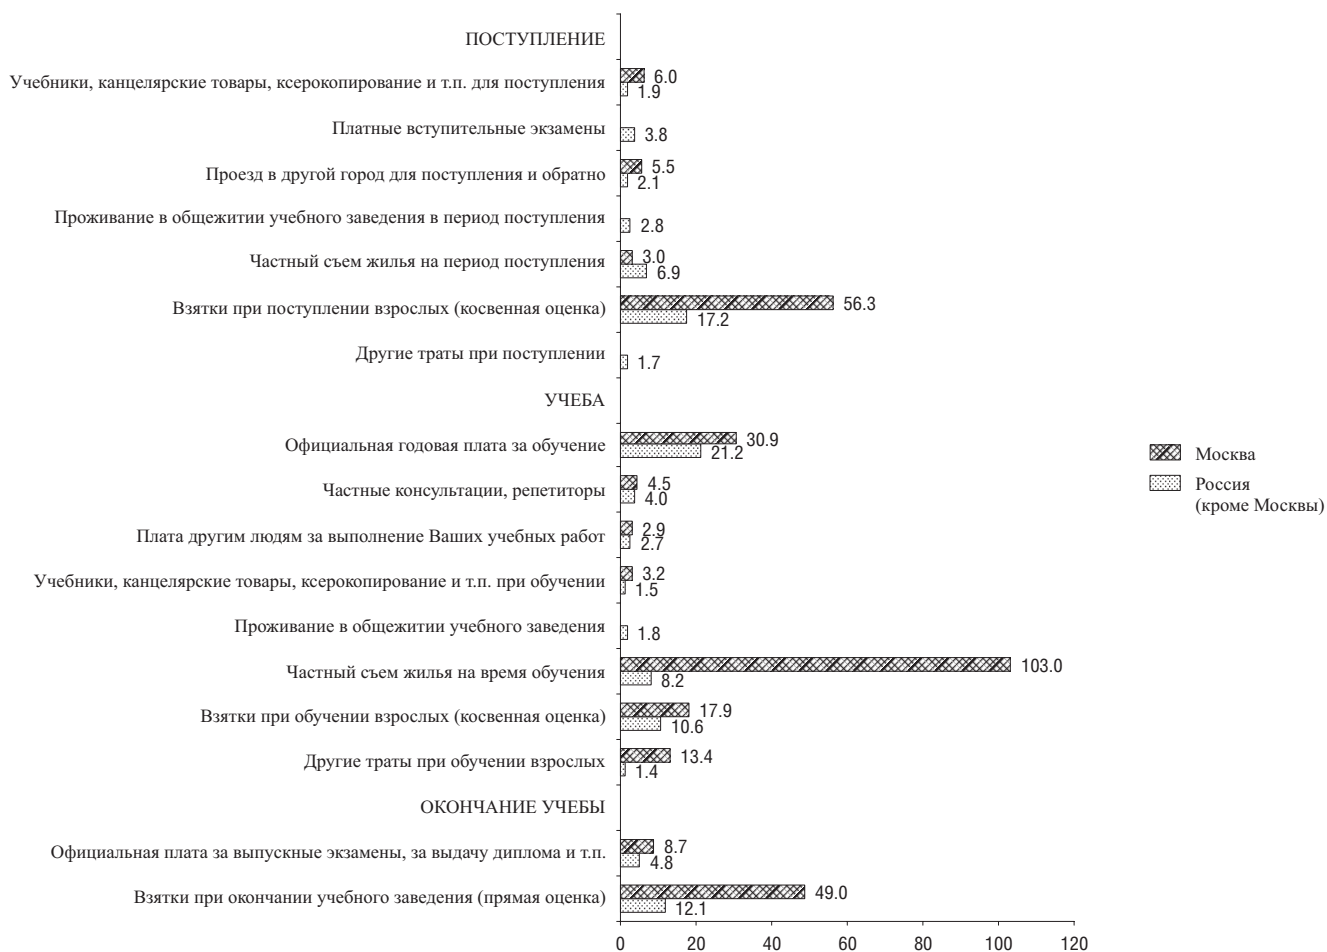 ПОСТУПЛЕНИЕ
Учебники, канцелярские товары, ксерокопирование и т.п. для поступления
6.0
1.9
Платные вступительные экзамены
3.8
Проезд в другой город для поступления и обратно
5.5
2.1
Проживание в общежитии учебного заведения в период поступления
2.8
Частный съем жилья на период поступления
3.0
6.9
Взятки при поступлении взрослых (косвенная оценка)
56.3
17.2
Другие траты при поступлении
1.7
УЧЕБА
Официальная годовая плата за обучение
30.9
21.2
Частные консультации, репетиторы
4.5
4.0
Плата другим людям за выполнение Ваших учебных работ
2.9
2.7
Учебники, канцелярские товары, ксерокопирование и т.п. при обучении
3.2
1.5
Проживание в общежитии учебного заведения
1.8
Частный съем жилья на время обучения
103.0
8.2
Взятки при обучении взрослых (косвенная оценка)
17.9
10.6
Другие траты при обучении взрослых
13.4
1.4
ОКОНЧАНИЕ УЧЕБЫ
Официальная плата за выпускные экзамены, за выдачу диплома и т.п.
8.7
4.8
Взятки при окончании учебного заведения (прямая оценка)
49.0
12.1
0 20 40 60 80 100 120
Москва
Россия
(кроме Москвы)